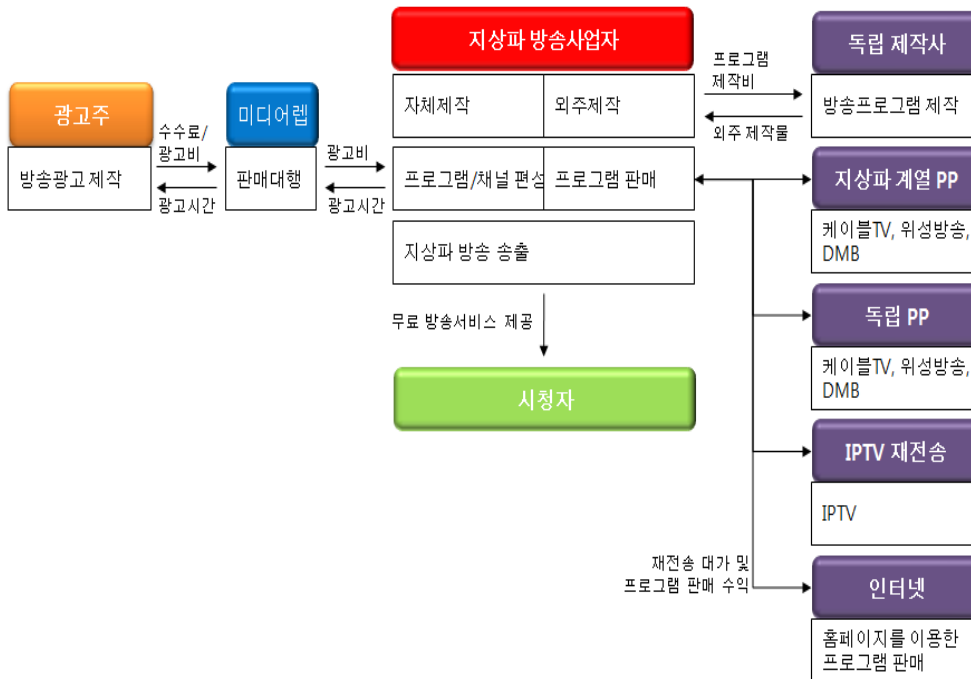 지상파 방송사업자
독립 제작사
프로그램
제작비
광고주
미디어렙
자체제작
외주제작
방송프로그램 제작
외주 제작물
수수료/
광고비
광고비
방송광고 제작
판매대행
프로그램/채널 편성
프로그램 판매
지상파 계열 PP
광고시간
광고시간
케이블TV, 위성방송,
DMB
지상파 방송 송출
무료 방송서비스 제공
독립 PP
케이블TV, 위성방송,
DMB
시청자
IPTV 재전송
IPTV
재전송 대가 및
프로그램 판매 수익
인터넷
홈페이지를 이용한
프로그램 판매